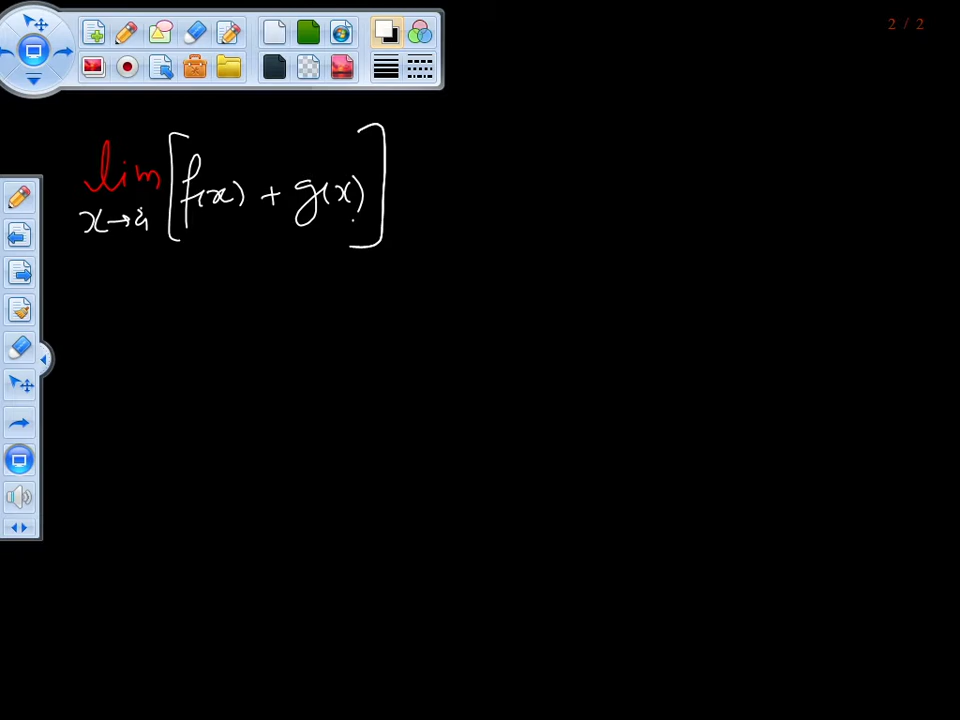 2 / 2
lim [f(x) + g(x)]
x→a